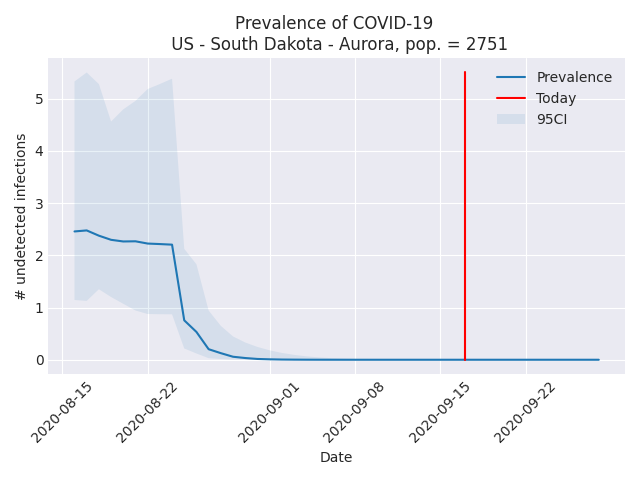 Prevalence of COVID-19
US - South Dakota - Aurora, pop. = 2751
Prevalence
Today
95CI
# undetected infections
5
4
3
2
1
0
2020-08-15
2020-08-22
2020-09-01
2020-09-08
2020-09-15
2020-09-22
Date